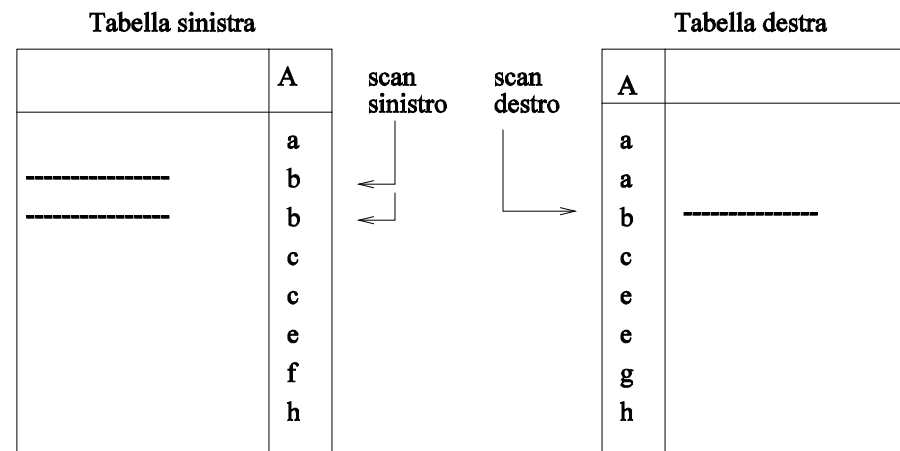 Tabella sinistra
A
a
b
b
c
c
e
f
h
scan
sinistro
scan
destro
Tabella destra
A
a
a
b
c
e
e
g
h